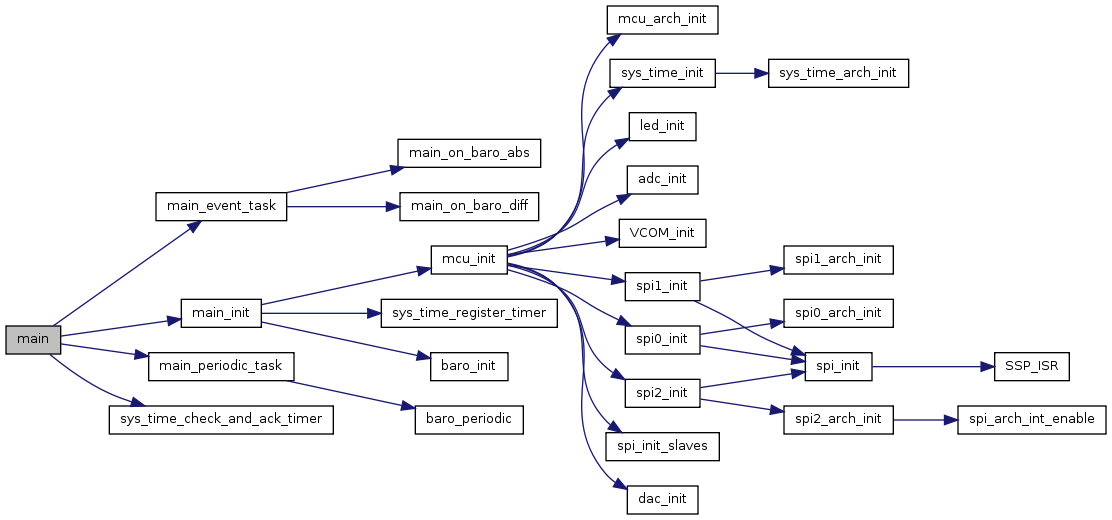 mcu_arch_init
sys_time_init
sys_time_arch_init
led_init
main_on_baro_abs
adc_init
main_event_task
main_on_baro_diff
VCOM_init
mcu_init
spi1_arch_init
spi1_init
main_init
sys_time_register_timer
spi0_arch_init
main
spi0_init
main_periodic_task
baro_init
spi_init
SSP_ISR
spi2_init
sys_time_check_and_ack_timer
baro_periodic
spi2_arch_init
spi_arch_int_enable
spi_init_slaves
dac_init